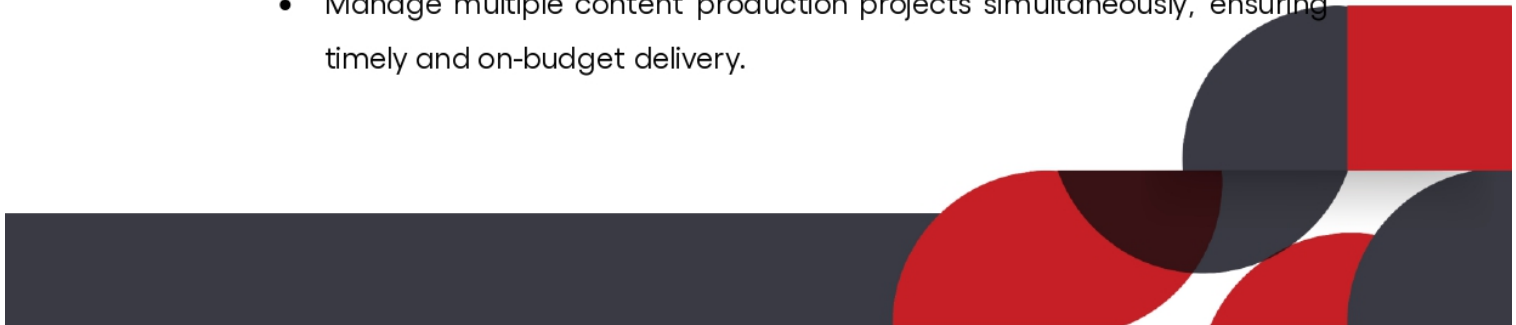 • Manage multiple content production projects simultaneously, ensuring
timely and on-budget delivery.